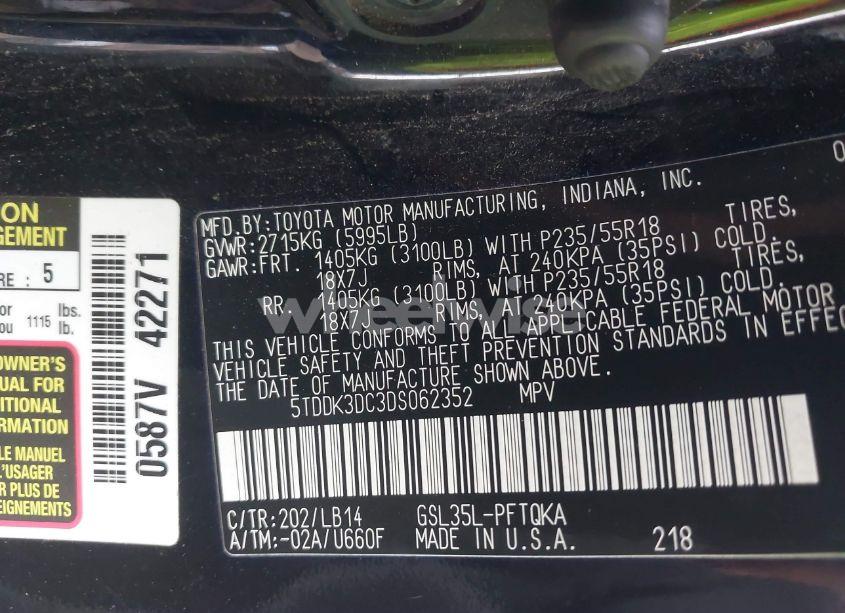 ION
GEMENT
RE : 5
or
ou 1115 lbs.
lb.
OWNER'S
UAL FOR
ITIONAL
ORMATION
LE MANUEL
L'USAGER
R PLUS DE
EIGNEMENTS
0587V 42271
0
MFD.BY:TOYOTA MOTOR MANUFACTURING, INDIANA, INC.
GVWR:2715KG (5995LB)
GAWR:FRT. 1405KG (3100LB) WITH P235/55R18 TIRES,
18X7J RIMS, AT 240KPA (35PSI) COLD.
RR. 1405KG (3100LB) WITH P235/55R18 TIRES,
18X7J RIMS, AT 240KPA (35PSI) COLD.
THIS VEHICLE CONFORMS TO ALL APPLICABLE FEDERAL MOTOR
VEHICLE SAFETY AND THEFT PREVENTION STANDARDS IN EFFEC
THE DATE OF MANUFACTURE SHOWN ABOVE.
5TDDK3DC3DS062352 MPV
C/TR:202/LB14 GSL35L-PFTQKA
A/TM:-02A/U660F MADE IN U.S.A. 218
wheelwise